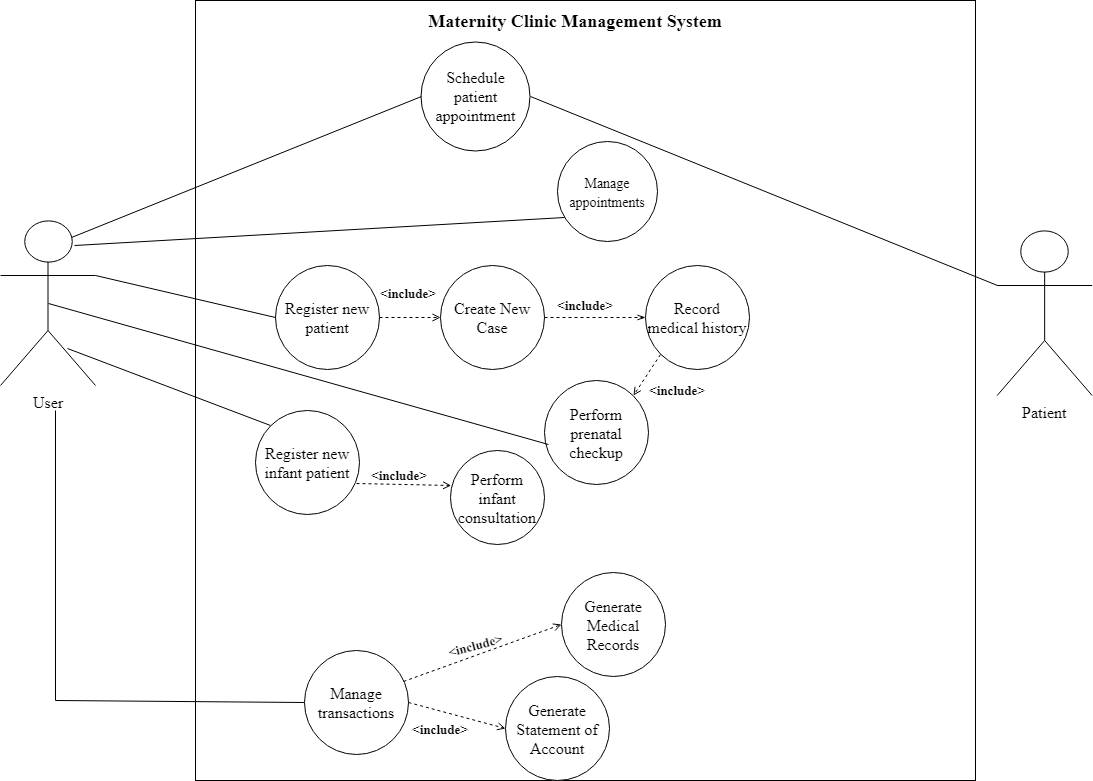 Maternity Clinic Management System
Schedule
patient
appointment
Manage
appointments
Register new
patient
<include>
Create New
Case
<include>
Record
medical history
<include>
Perform
prenatal
checkup
User
Patient
Register new
infant patient
<include>
Perform
infant
consultation
Generate
Medical
Records
<include>
Manage
transactions
<include>
Generate
Statement of
Account